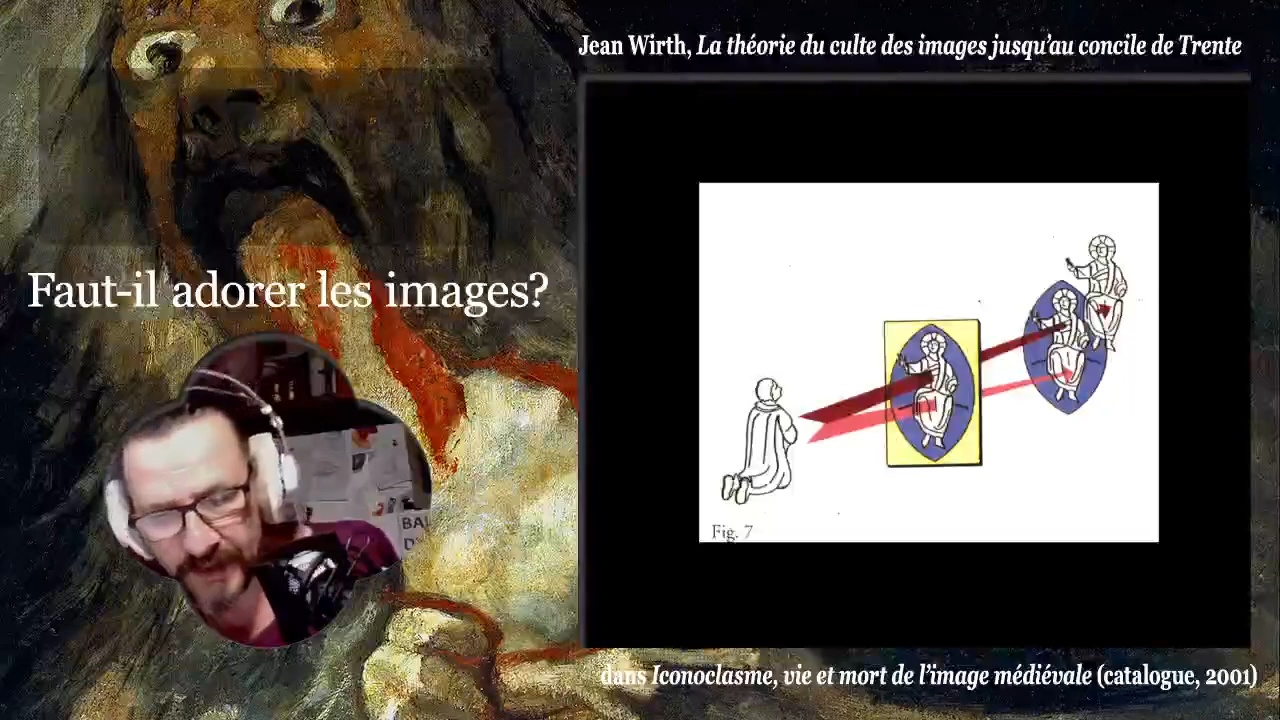 Jean Wirth, La théorie du culte des images jusqu'au concile de Trente
Faut-il adorer les images?
BAL
D
Fig. 7
dans Iconoclasme, vie et mort de l'image médiévale (catalogue, 2001)